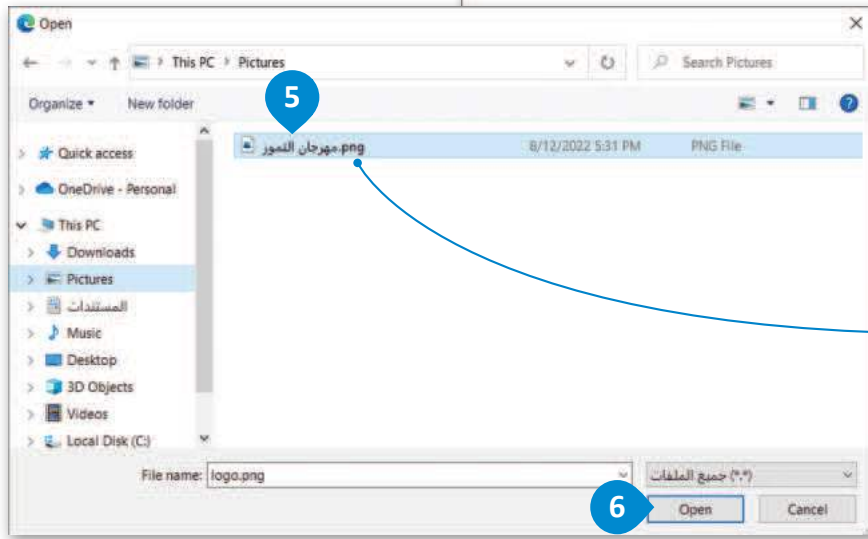 Open
This PC > Pictures
Search Pictures
Organize
New folder
5
Quick access
مهرجان التمور.png
8/12/2022 5:31 PM
PNG File
OneDrive - Personal
This PC
Downloads
Pictures
المستندات
Music
Desktop
3D Objects
Videos
Local Disk (C:)
File name:
logo.png
جميع الملفات (*.*)
6
Open
Cancel